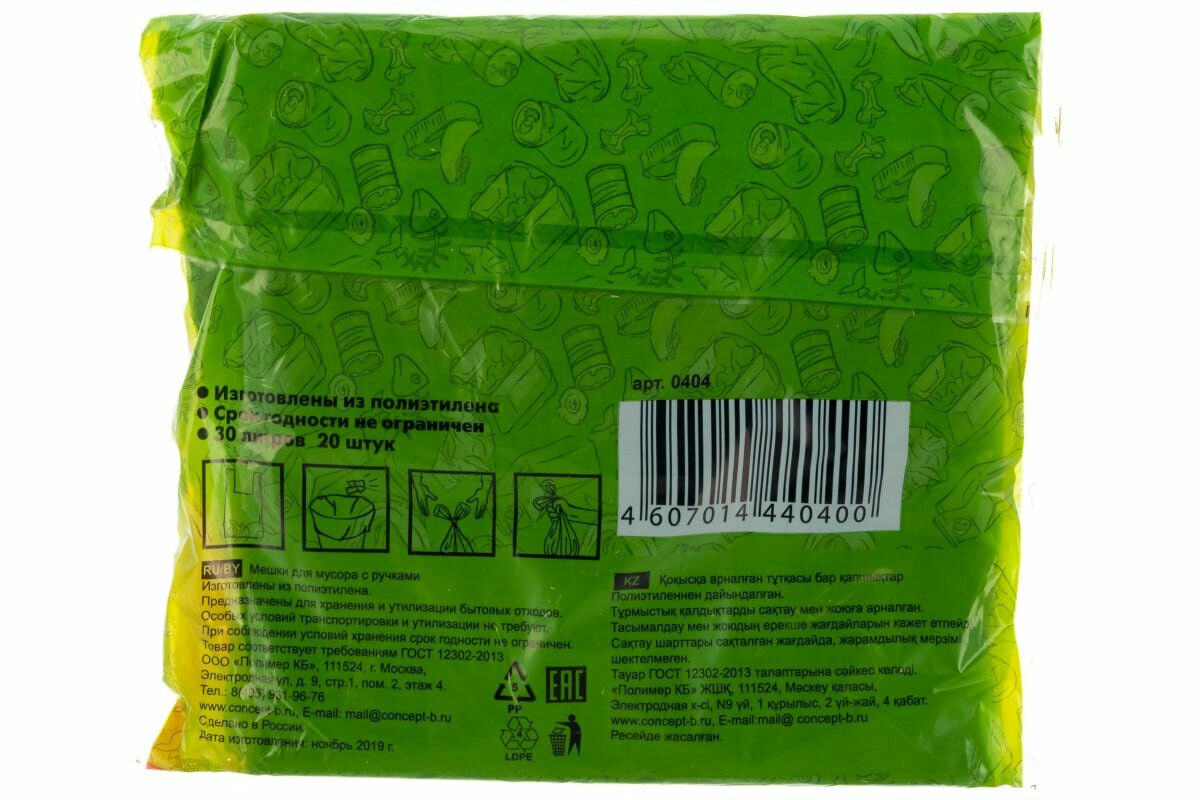 ● Изготовлены из полиэтилена
● Срок годности не ограничен
● 30 литров 20 штук
арт. 0404
4 607014 440400
RU/BY Мешки для мусора с ручками
Изготовлены из полиэтилена.
Предназначены для хранения и утилизации бытовых отходов.
Особых условий транспортировки и утилизации не требуют.
При соблюдении условий хранения срок годности не ограничен.
Товар соответствует требованиям ГОСТ 12302-2013
ООО «Полимер КБ», 111524, г. Москва,
Электродная ул, д. 9, стр.1, пом. 2, этаж 4.
Тел.: 8(495) 931-96-76
www.concept-b.ru, E-mail: mail@concept-b.ru
Сделано в России.
Дата изготовления: ноябрь 2019 г.
5
PP
EAC
4
LDPE
KZ Қоқысқа арналған тұтқасы бар қапшықтар
Полиэтиленнен дайындалған.
Тұрмыстық қалдықтарды сақтау мен жоюға арналған.
Тасымалдау мен жоюдың ерекше жағдайларын кажет етпейді.
Сақтау шарттары сақталған жағдайда, жарамдылық мерзімі
шектелмеген.
Тауар ГОСТ 12302-2013 талаптарына сәйкес келеді.
«Полимер КБ» ЖШҚ, 111524, Мәскеу қаласы,
Электродная к-сі, N9 үй, 1 құрылыс, 2 үй-жай, 4 қабат.
www.concept-b.ru, E-mail:mail@ concept-b.ru
Ресейде жасалған.